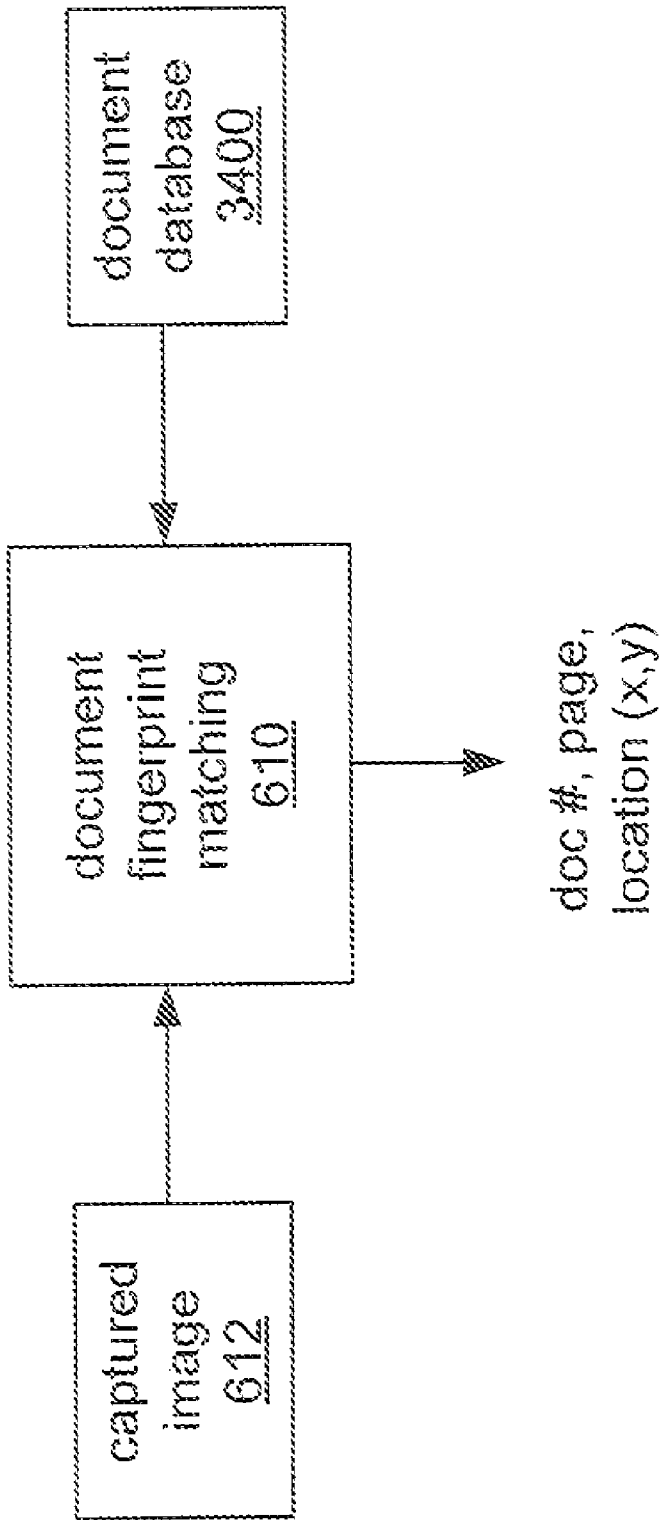 captured
image
612
document
fingerprint
matching
610
document
database
3400
doc #, page,
location (x,y)